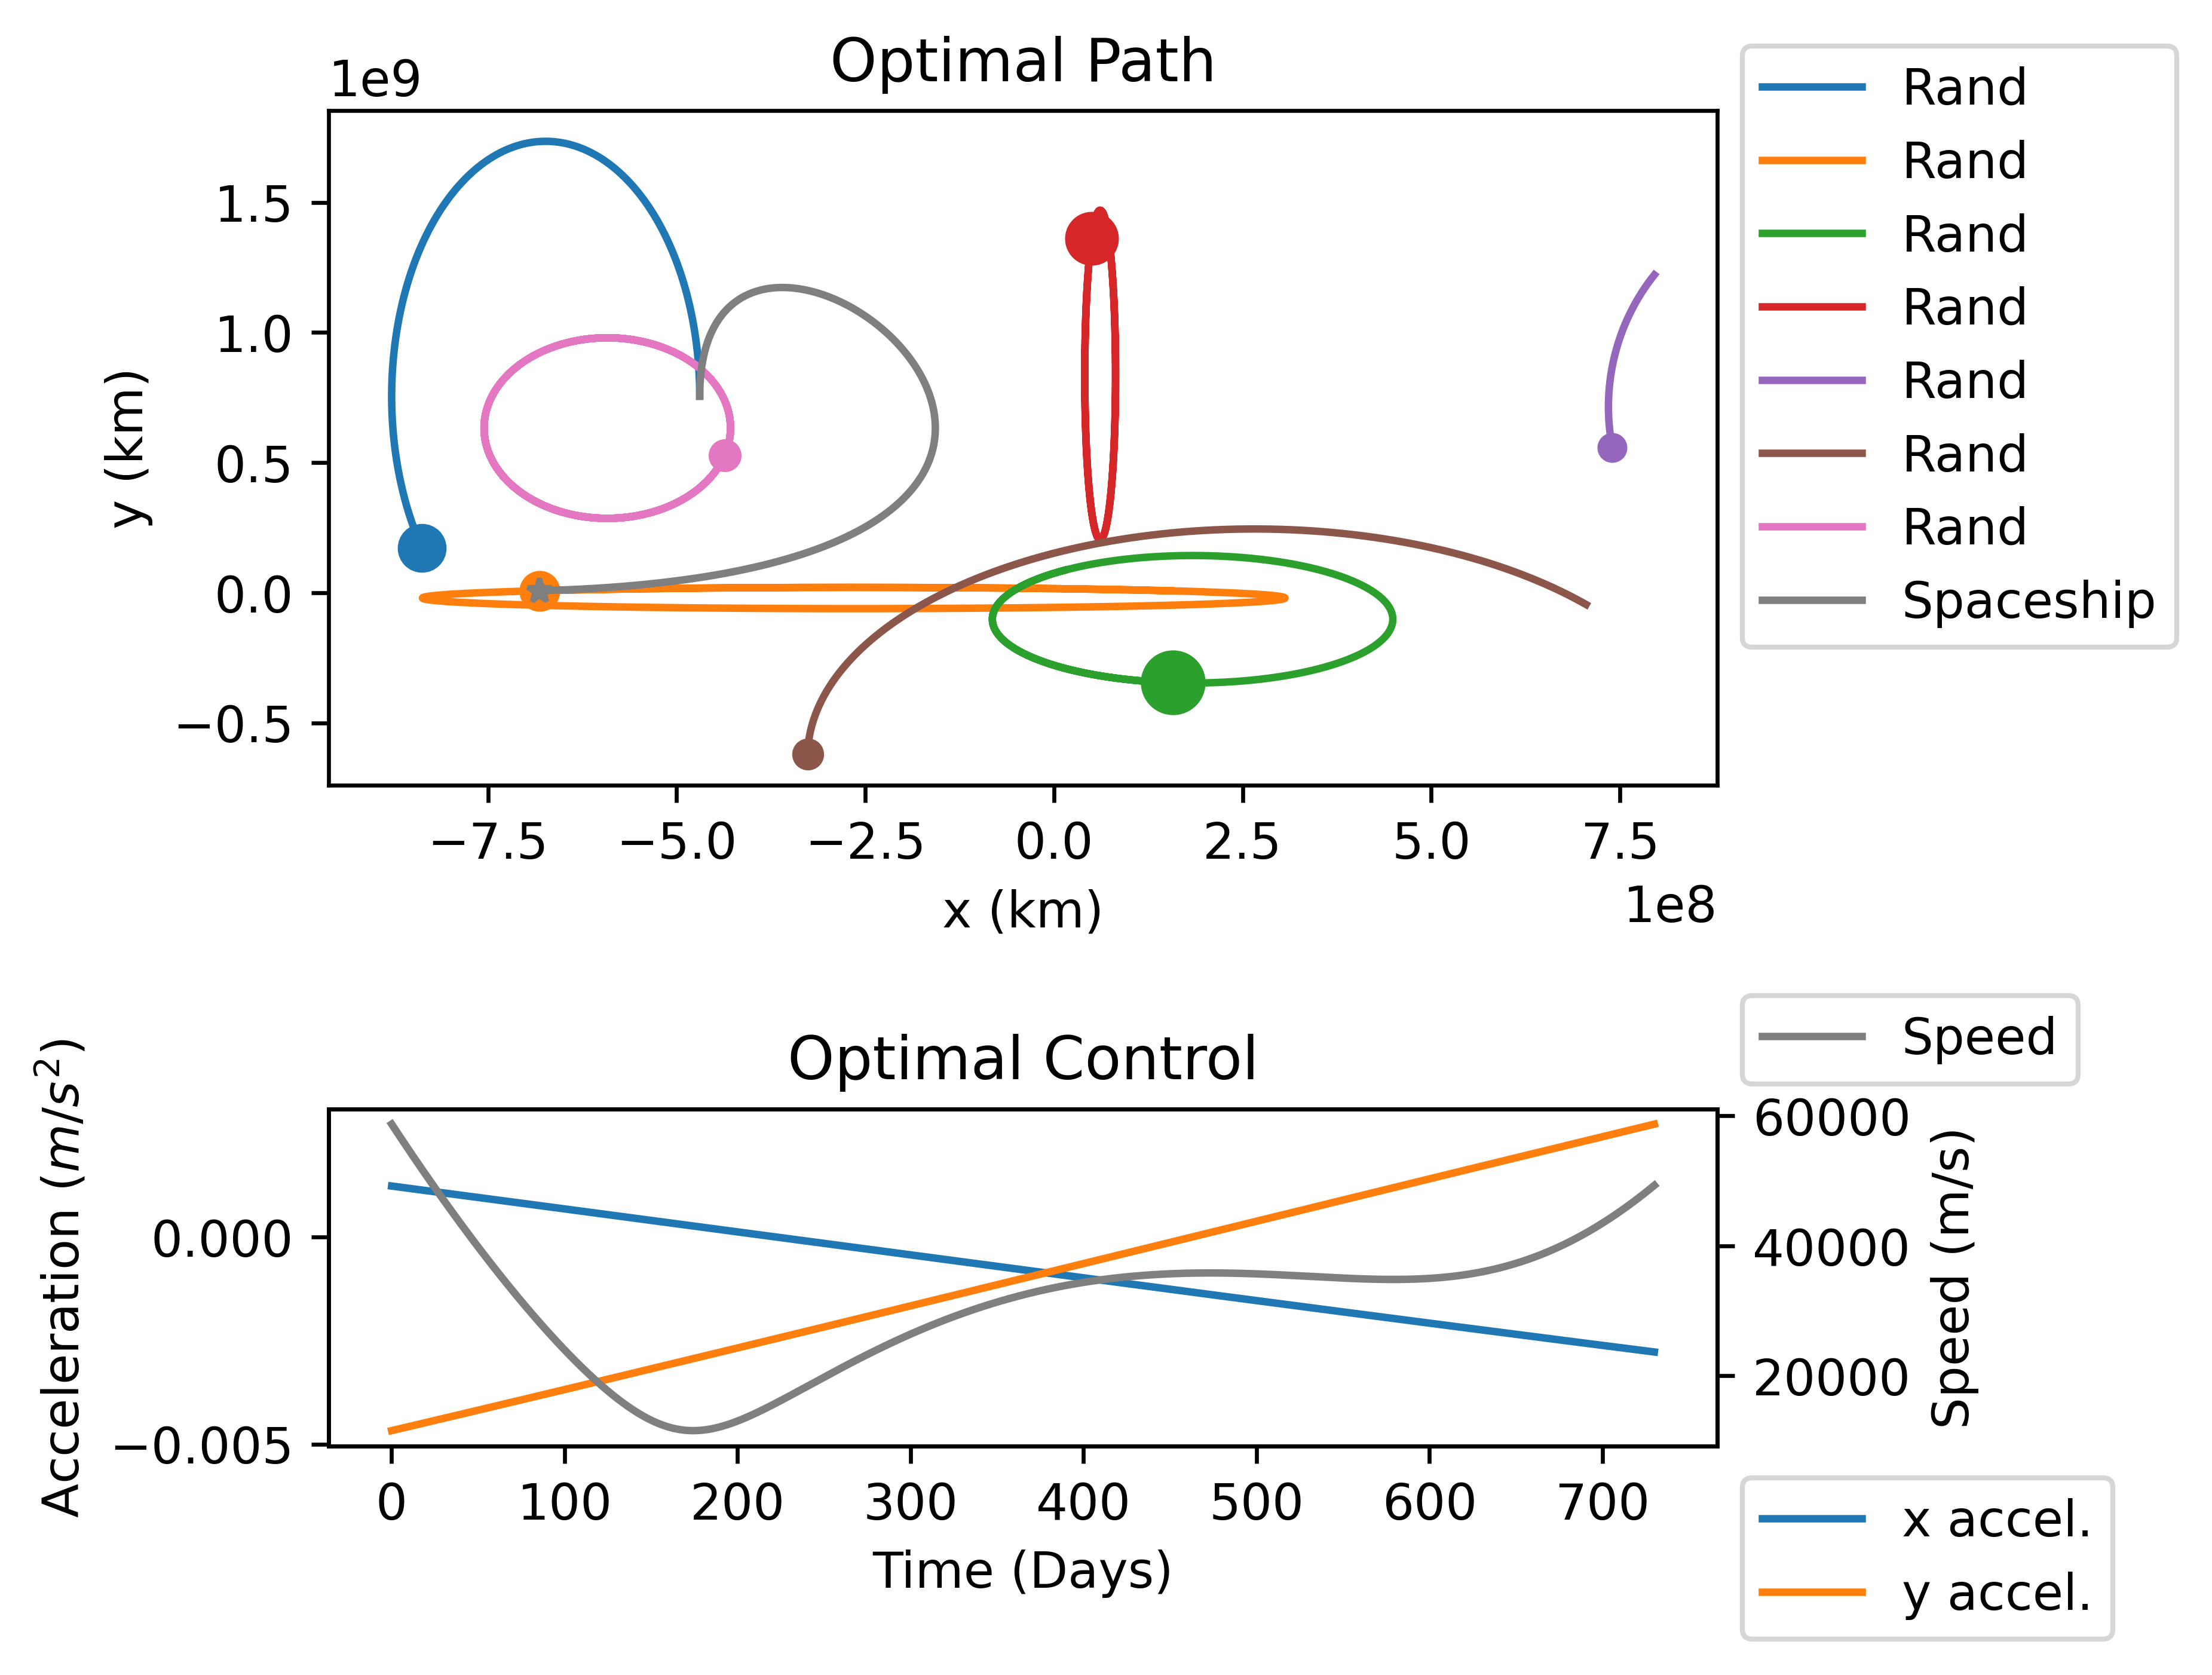 Optimal Path
1e9
1.5
1.0
0.5
0.0
−0.5
y (km)
−7.5 −5.0 −2.5 0.0 2.5 5.0 7.5
1e8
x (km)
Rand
Rand
Rand
Rand
Rand
Rand
Rand
Spaceship
Optimal Control
Speed
Acceleration (m/s²)
0.000
−0.005
60000
40000
20000
Speed (m/s)
0 100 200 300 400 500 600 700
Time (Days)
x accel.
y accel.